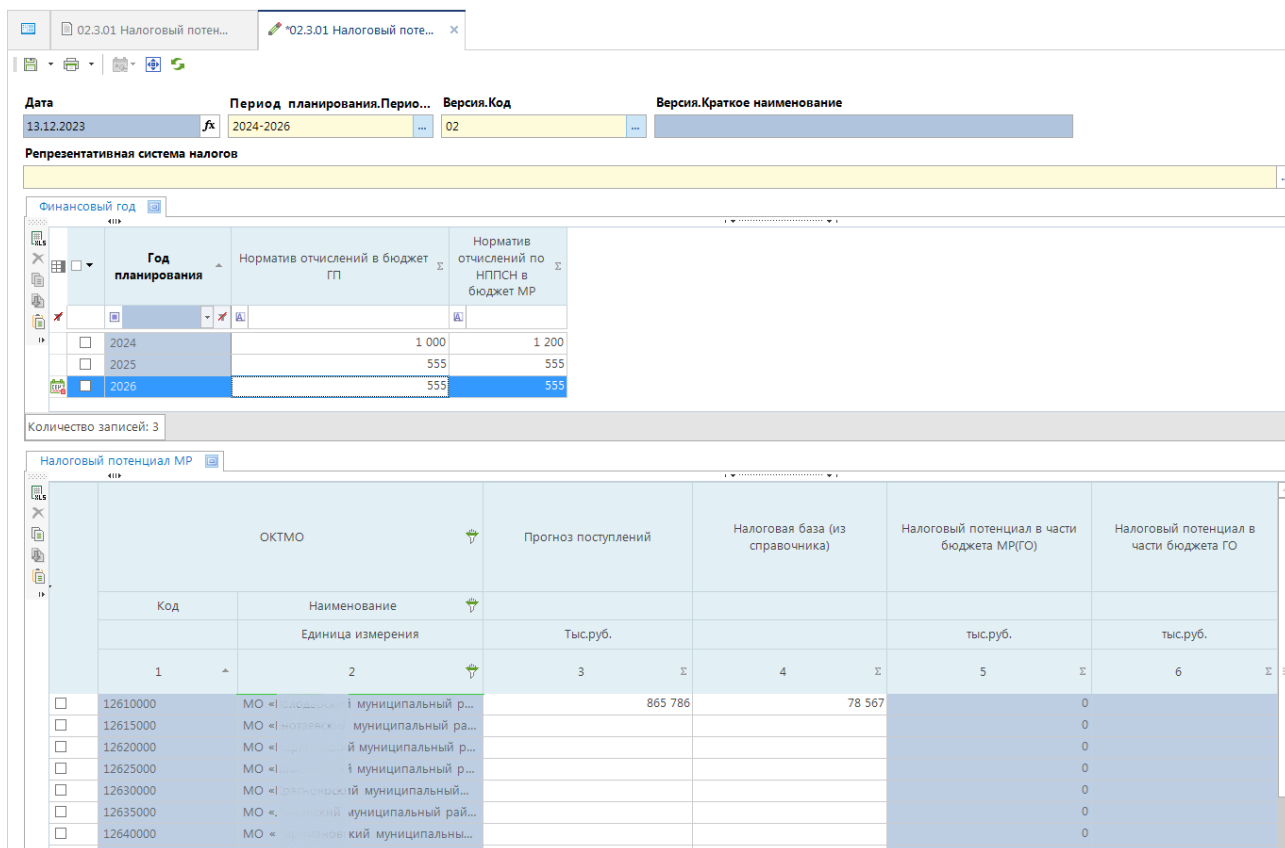 02.3.01 Налоговый потен...
*02.3.01 Налоговый поте...
Дата
Период планирования.Перио...
Версия.Код
Версия.Краткое наименование
13.12.2023
fx
2024-2026
...
02
...
Репрезентативная система налогов
Финансовый год
XLS
Год планирования
Норматив отчислений в бюджет ГП
Σ
Норматив отчислений по НППСН в бюджет МР
Σ
A
A
2024 1 000 1 200
2025 555 555
2026 555 555
Количество записей: 3
Налоговый потенциал МР
XLS
ОКТМО
Прогноз поступлений
Налоговая база (из справочника)
Налоговый потенциал в части бюджета МР(ГО)
Налоговый потенциал в части бюджета ГО
Код Наименование
Единица измерения Тыс.руб. тыс.руб. тыс.руб.
1 2 3 Σ 4 Σ 5 Σ 6 Σ
12610000 МО « муниципальный р... 865 786 78 567 0
12615000 МО « муниципальный ра... 0
12620000 МО « муниципальный р... 0
12625000 МО « муниципальный р... 0
12630000 МО « муниципальный... 0
12635000 МО « муниципальный рай... 0
12640000 МО « муниципальны... 0